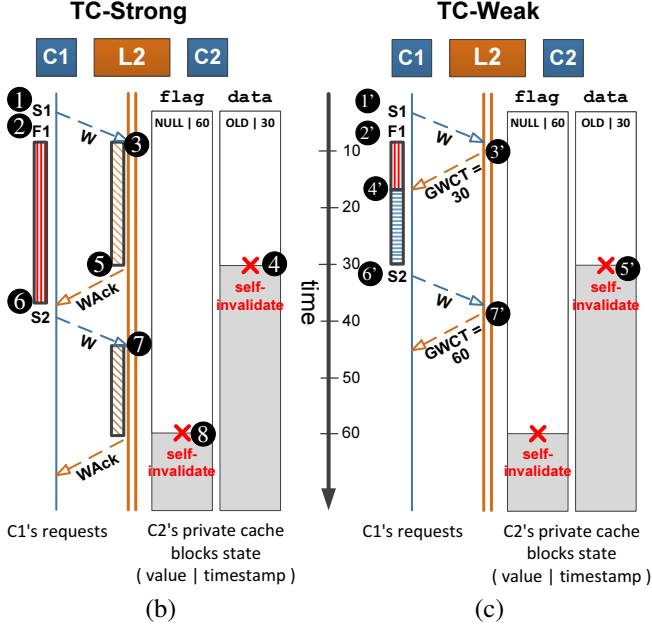 TC-Strong
C1
L2
C2
flag
data
1
S1
2
F1
NULL | 60
OLD | 30
W
3
5
4
self-
invalidate
6
WAck
S2
W
7
8
self-
invalidate
WAck
C1's requests
C2's private cache
blocks state
( value | timestamp )
(b)
time
10
20
30
40
50
60
TC-Weak
C1
L2
C2
flag
data
1'
S1
2'
F1
NULL | 60
OLD | 30
W
3'
4'
GWCT =
30
6'
S2
5'
self-
invalidate
W
7'
GWCT =
60
self-
invalidate
C1's requests
C2's private cache
blocks state
( value | timestamp )
(c)